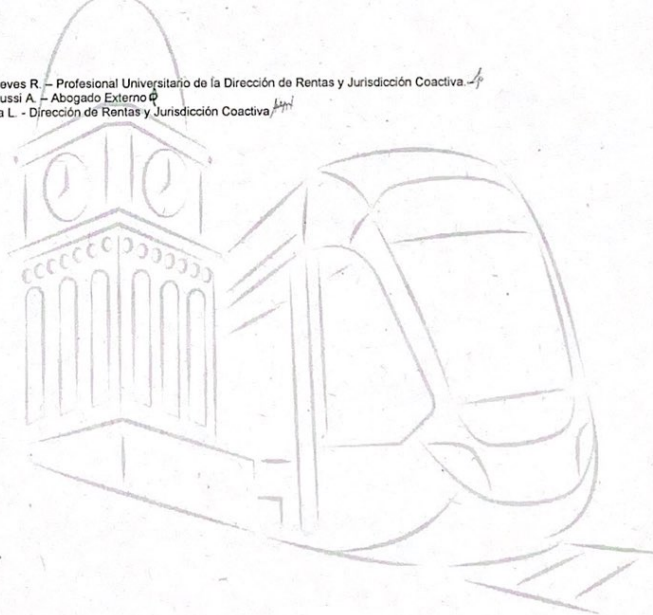 eves R. – Profesional Universitario de la Dirección de Rentas y Jurisdicción Coactiva.
ussi A. – Abogado Externo
a L. - Dirección de Rentas y Jurisdicción Coactiva